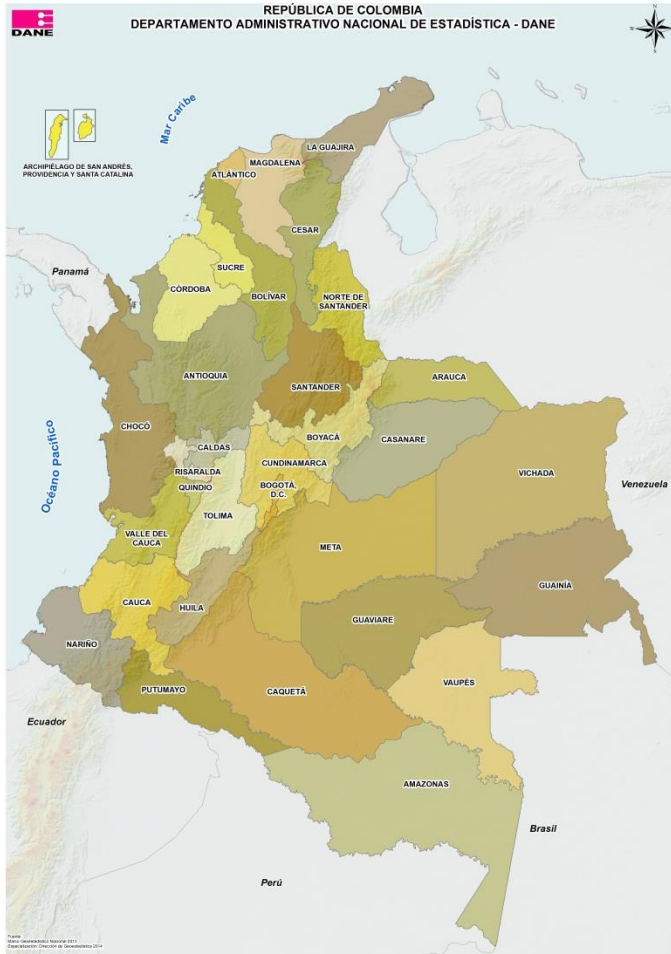 DANE
REPÚBLICA DE COLOMBIA
DEPARTAMENTO ADMINISTRATIVO NACIONAL DE ESTADÍSTICA - DANE
N
Mar Caribe
ARCHIPIÉLAGO DE SAN ANDRÉS,
PROVIDENCIA Y SANTA CATALINA
LA GUAJIRA
MAGDALENA
ATLÁNTICO
CESAR
SUCRE
Panamá
CÓRDOBA
BOLÍVAR
NORTE DE
SANTANDER
ANTIOQUIA
SANTANDER
ARAUCA
CHOCÓ
BOYACÁ
CASANARE
CALDAS
Océano Pacífico
RISARALDA
CUNDINAMARCA
VICHADA
Venezuela
QUINDIO
BOGOTÁ,
D.C.
TOLIMA
VALLE DEL
CAUCA
META
GUAINÍA
CAUCA
HUILA
GUAVIARE
NARIÑO
VAUPÉS
PUTUMAYO
CAQUETÁ
Ecuador
AMAZONAS
Brasil
Perú